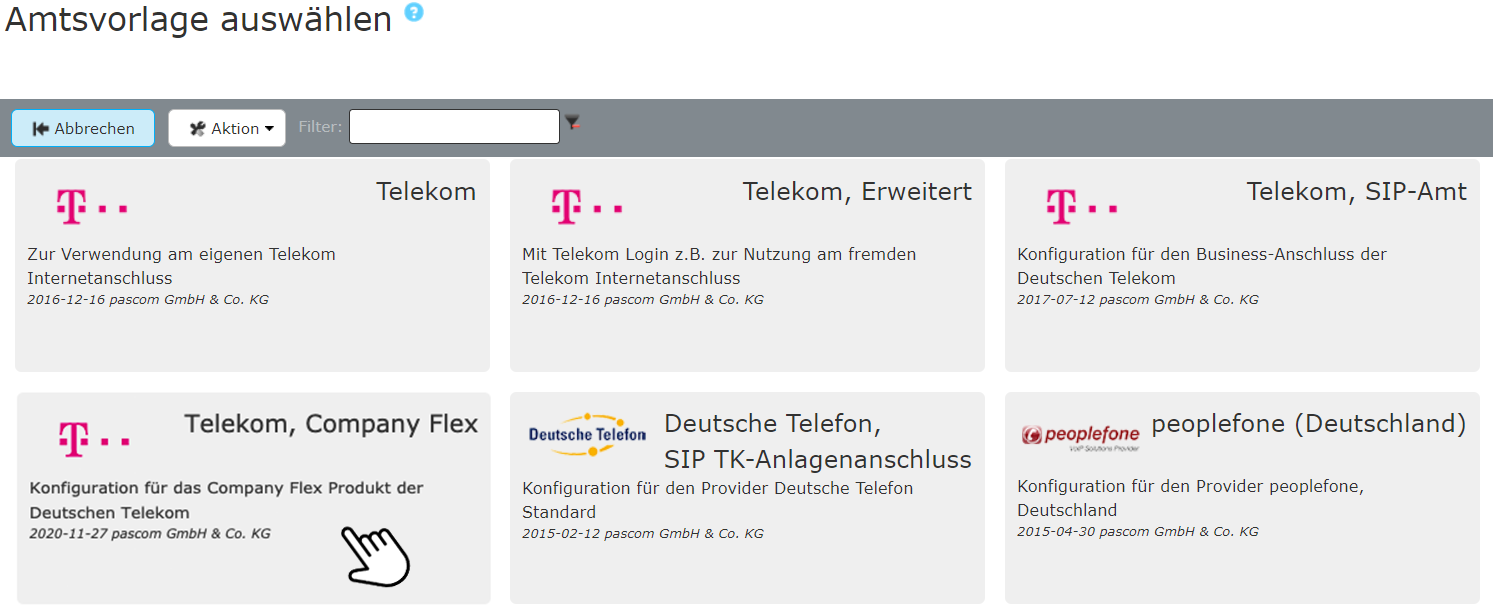 Amtsvorlage auswählen ?
Abbrechen Aktion Filter:
T··
Telekom
Zur Verwendung am eigenen Telekom
Internetanschluss
2016-12-16 pascom GmbH & Co. KG
T··
Telekom, Erweitert
Mit Telekom Login z.B. zur Nutzung am fremden
Telekom Internetanschluss
2016-12-16 pascom GmbH & Co. KG
T··
Telekom, SIP-Amt
Konfiguration für den Business-Anschluss der
Deutschen Telekom
2017-07-12 pascom GmbH & Co. KG
T··
Telekom, Company Flex
Konfiguration für das Company Flex Produkt der
Deutschen Telekom
2020-11-27 pascom GmbH & Co. KG
Deutsche Telefon
Deutsche Telefon,
SIP TK-Anlagenanschluss
Konfiguration für den Provider Deutsche Telefon
Standard
2015-02-12 pascom GmbH & Co. KG
peoplefone
VoIP Solutions Provider
peoplefone (Deutschland)
Konfiguration für den Provider peoplefone,
Deutschland
2015-04-30 pascom GmbH & Co. KG